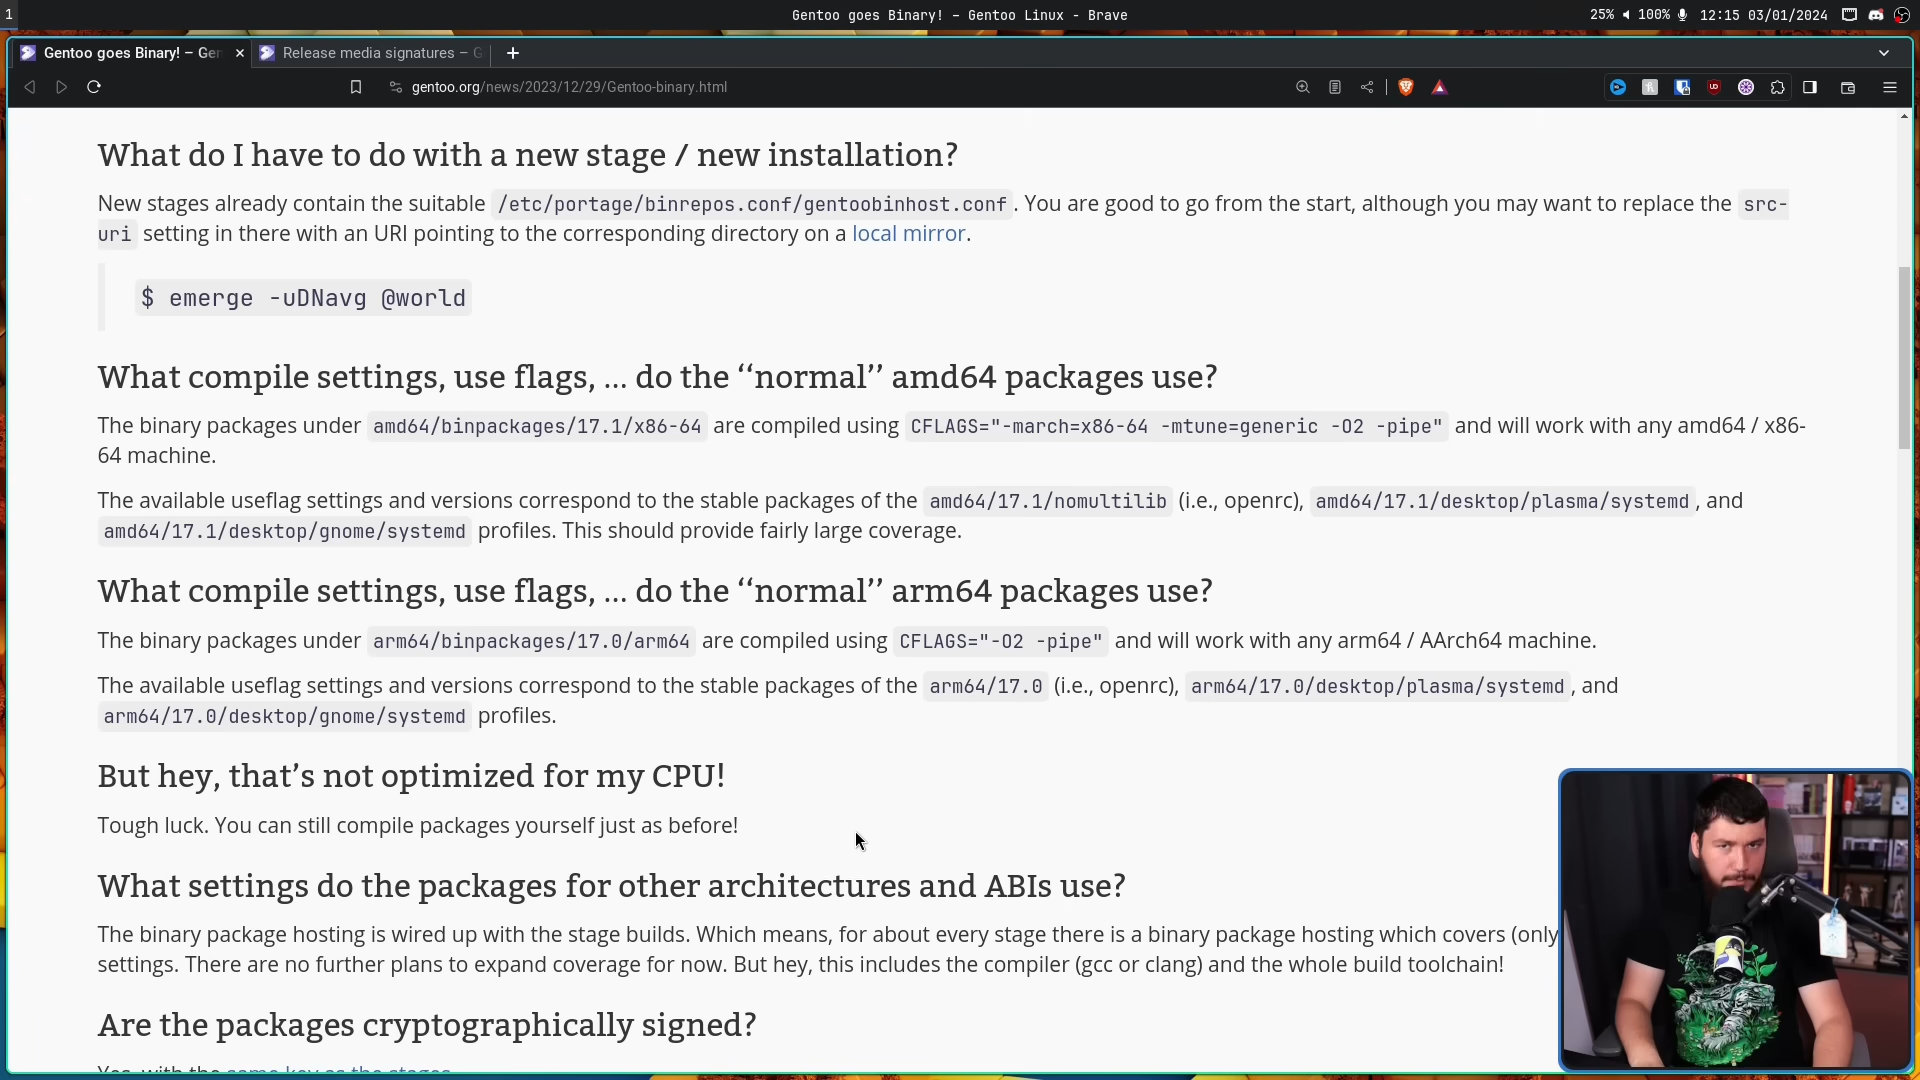 1
Gentoo goes Binary! – Gentoo Linux - Brave
25% 100% 12:15 03/01/2024
Gentoo goes Binary! – Ge
Release media signatures – G
gentoo.org/news/2023/12/29/Gentoo-binary.html
What do I have to do with a new stage / new installation?
New stages already contain the suitable /etc/portage/binrepos.conf/gentoobinhost.conf. You are good to go from the start, although you may want to replace the src-
uri setting in there with an URI pointing to the corresponding directory on a local mirror.
$ emerge -uDNavg @world
What compile settings, use flags, … do the ‘‘normal’’ amd64 packages use?
The binary packages under amd64/binpackages/17.1/x86-64 are compiled using CFLAGS="-march=x86-64 -mtune=generic -O2 -pipe" and will work with any amd64 / x86-
64 machine.
The available useflag settings and versions correspond to the stable packages of the amd64/17.1/nomultilib (i.e., openrc), amd64/17.1/desktop/plasma/systemd, and
amd64/17.1/desktop/gnome/systemd profiles. This should provide fairly large coverage.
What compile settings, use flags, … do the ‘‘normal’’ arm64 packages use?
The binary packages under arm64/binpackages/17.0/arm64 are compiled using CFLAGS="-O2 -pipe" and will work with any arm64 / AArch64 machine.
The available useflag settings and versions correspond to the stable packages of the arm64/17.0 (i.e., openrc), arm64/17.0/desktop/plasma/systemd, and
arm64/17.0/desktop/gnome/systemd profiles.
But hey, that’s not optimized for my CPU!
Tough luck. You can still compile packages yourself just as before!
What settings do the packages for other architectures and ABIs use?
The binary package hosting is wired up with the stage builds. Which means, for about every stage there is a binary package hosting which covers (only
settings. There are no further plans to expand coverage for now. But hey, this includes the compiler (gcc or clang) and the whole build toolchain!
Are the packages cryptographically signed?
Yes, with the same key as the stages.